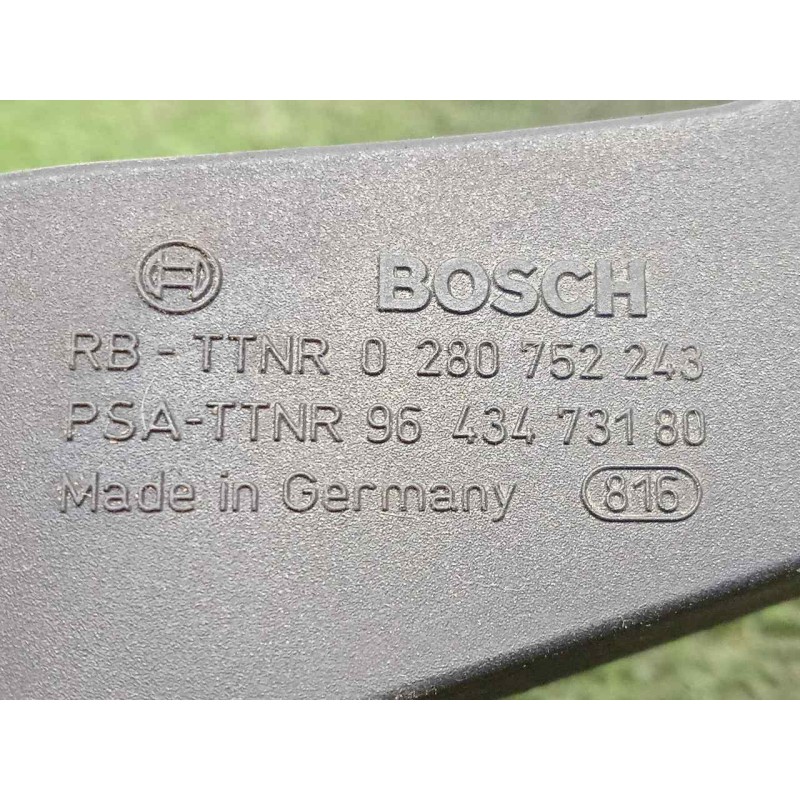 BOSCH
RB - TTNR 0 280 752 243
PSA-TTNR 96 434 731 80
Made in Germany 816